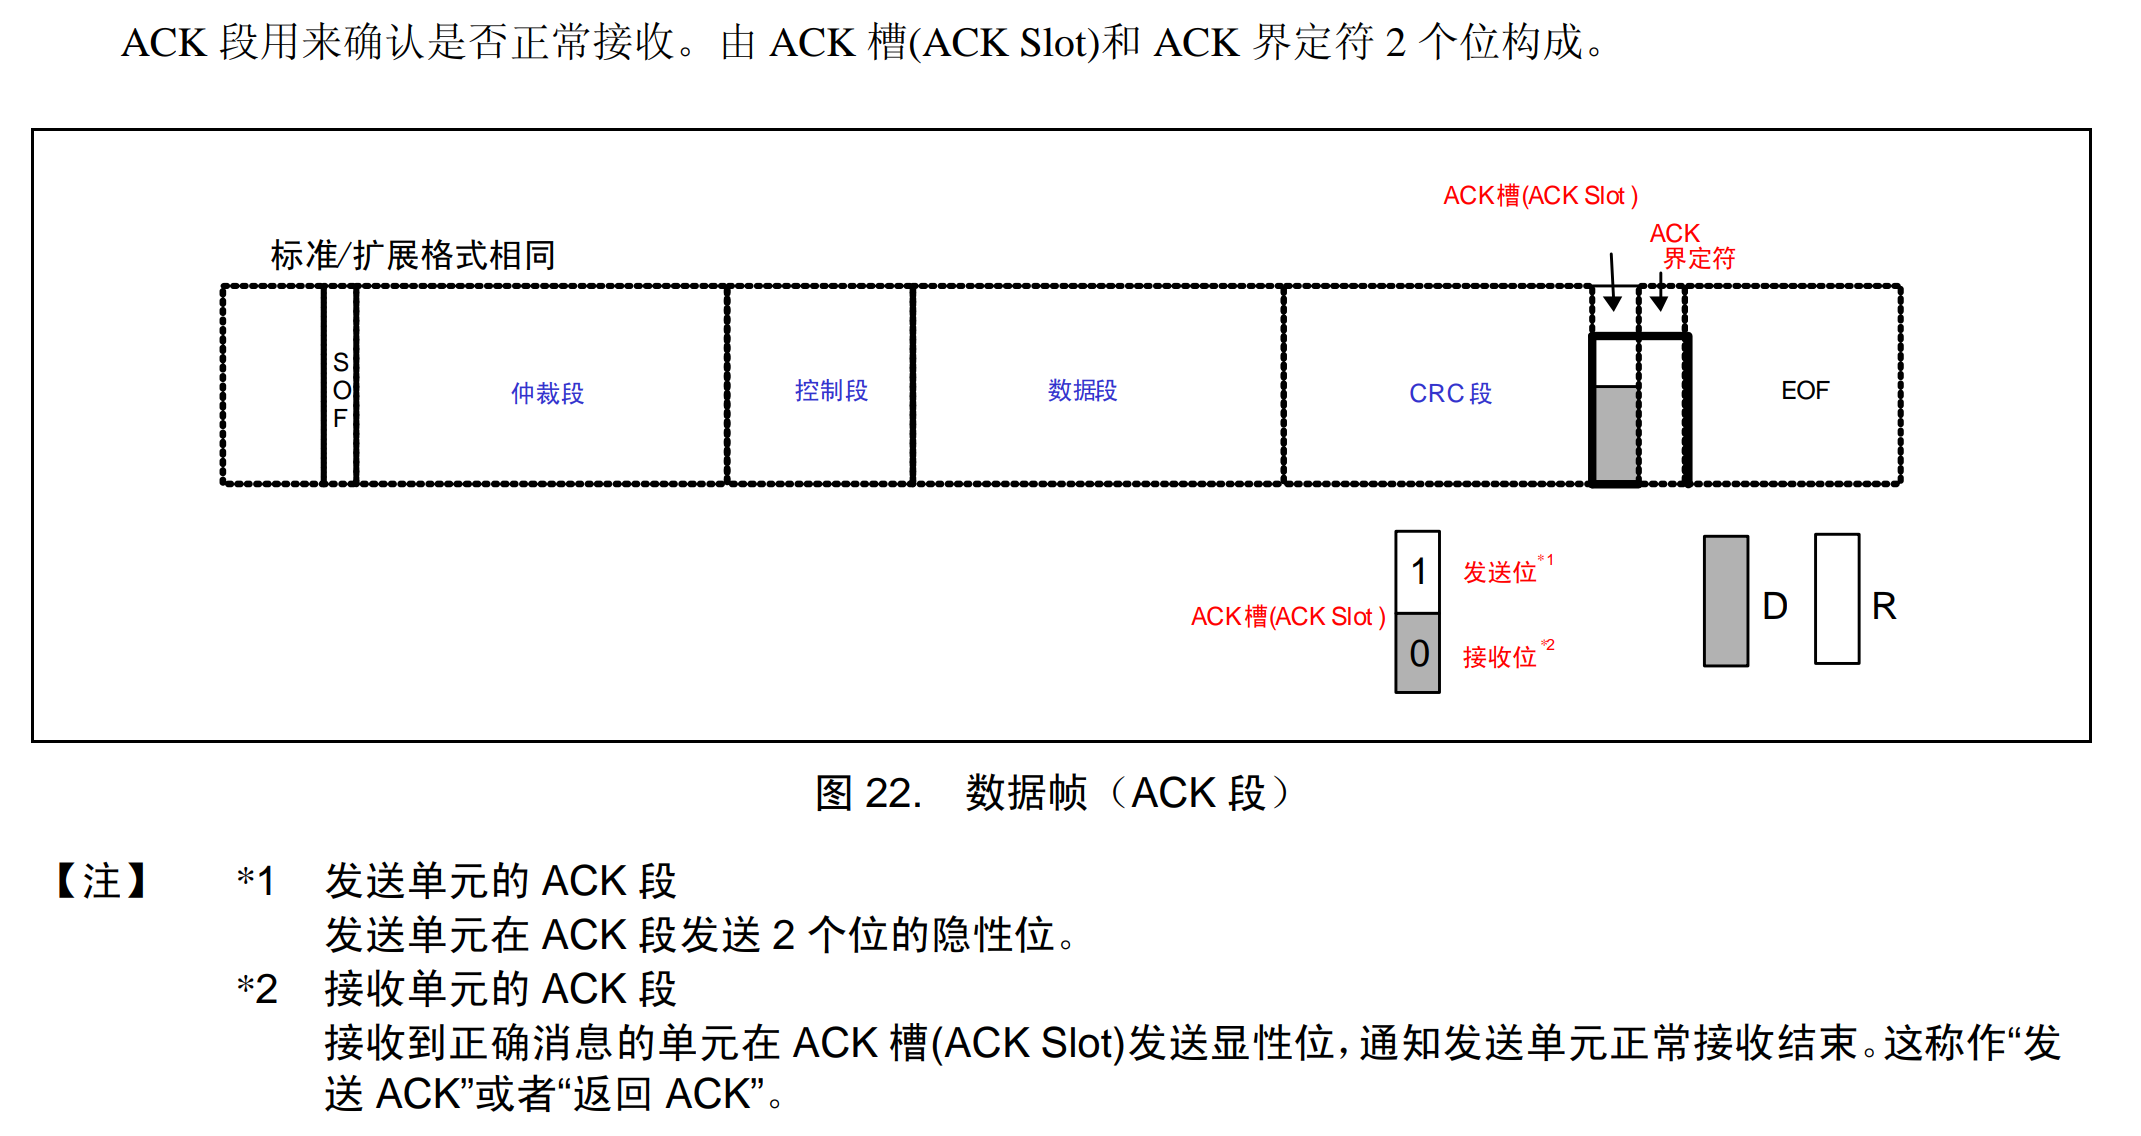 ACK 段用来确认是否正常接收。由 ACK 槽(ACK Slot)和 ACK 界定符 2 个位构成。
ACK槽(ACK Slot )
ACK
界定符
标准/扩展格式相同
S
O
F
仲裁段
控制段
数据段
CRC 段
EOF
1
发送位*1
ACK槽(ACK Slot )
0
接收位*2
D
R
图 22. 数据帧（ACK 段）
【注】 *1 发送单元的 ACK 段
发送单元在 ACK 段发送 2 个位的隐性位。
*2 接收单元的 ACK 段
接收到正确消息的单元在 ACK 槽(ACK Slot)发送显性位，通知发送单元正常接收结束。这称作“发
送 ACK”或者“返回 ACK”。